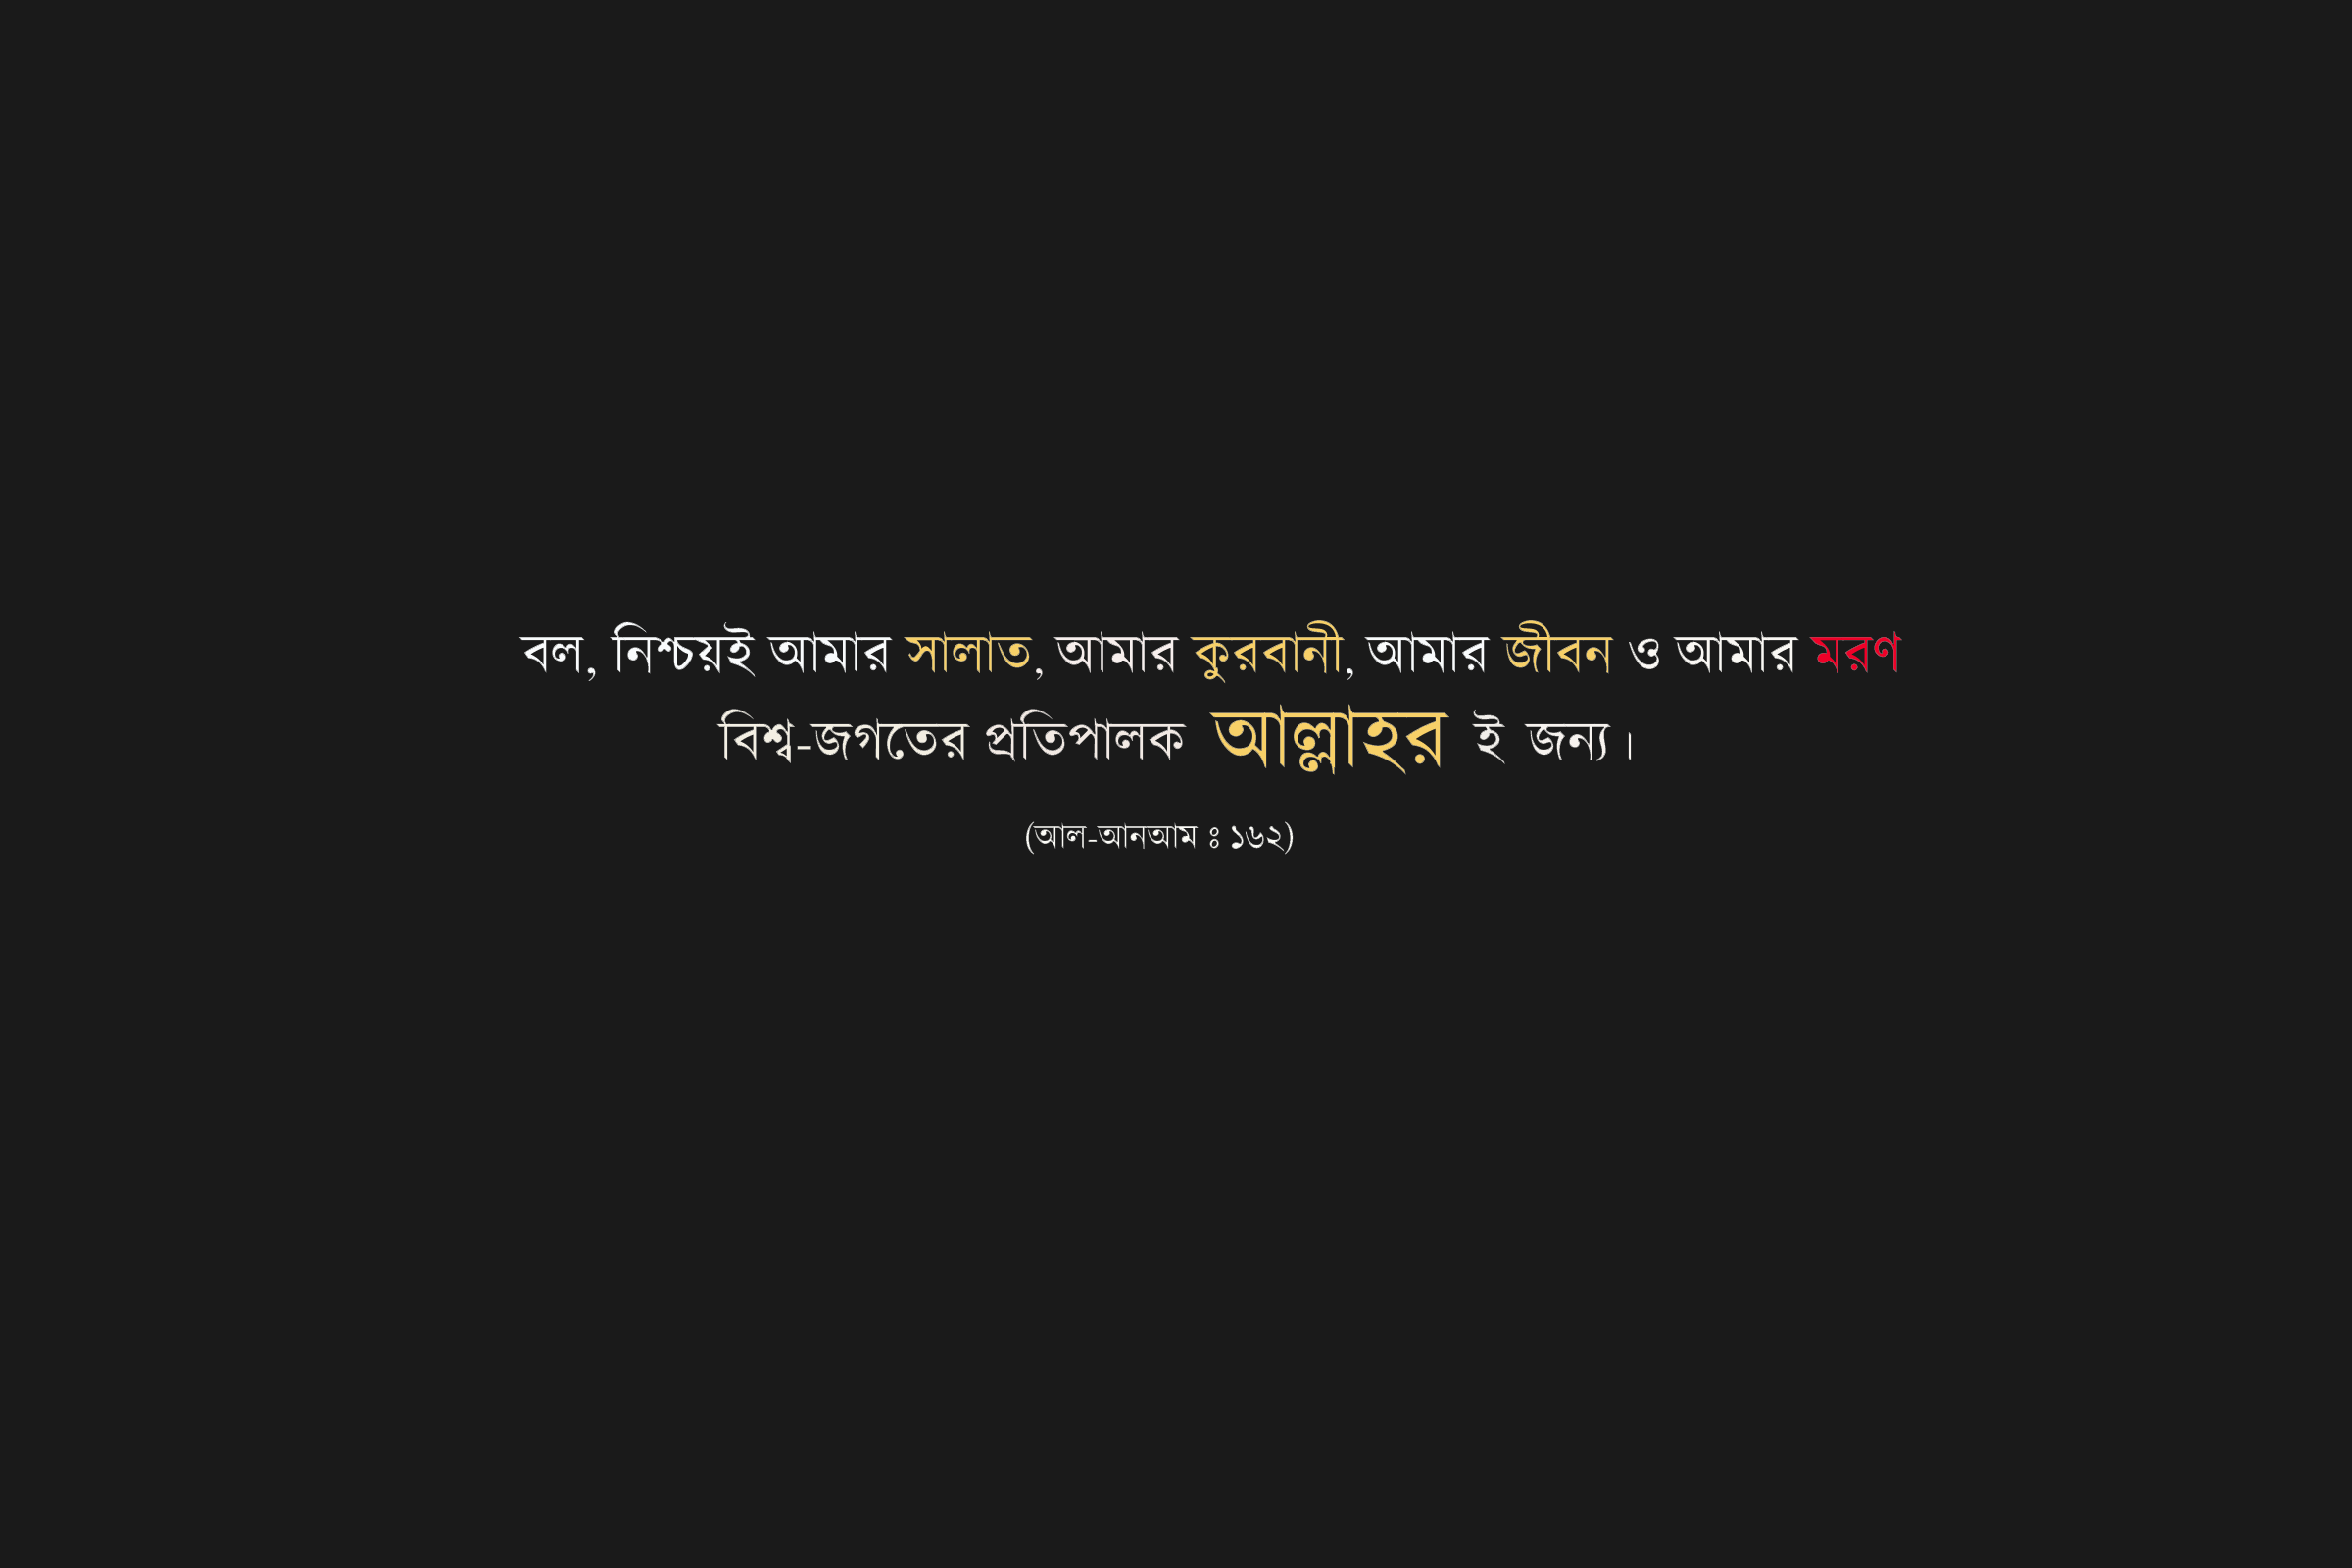 বল, নিশ্চয়ই আমার সালাত, আমার কুরবানী, আমার জীবন ও আমার মরণ
বিশ্ব-জগতের প্রতিপালক আল্লাহর ই জন্য।
(আল-আনআম : ১৬২)